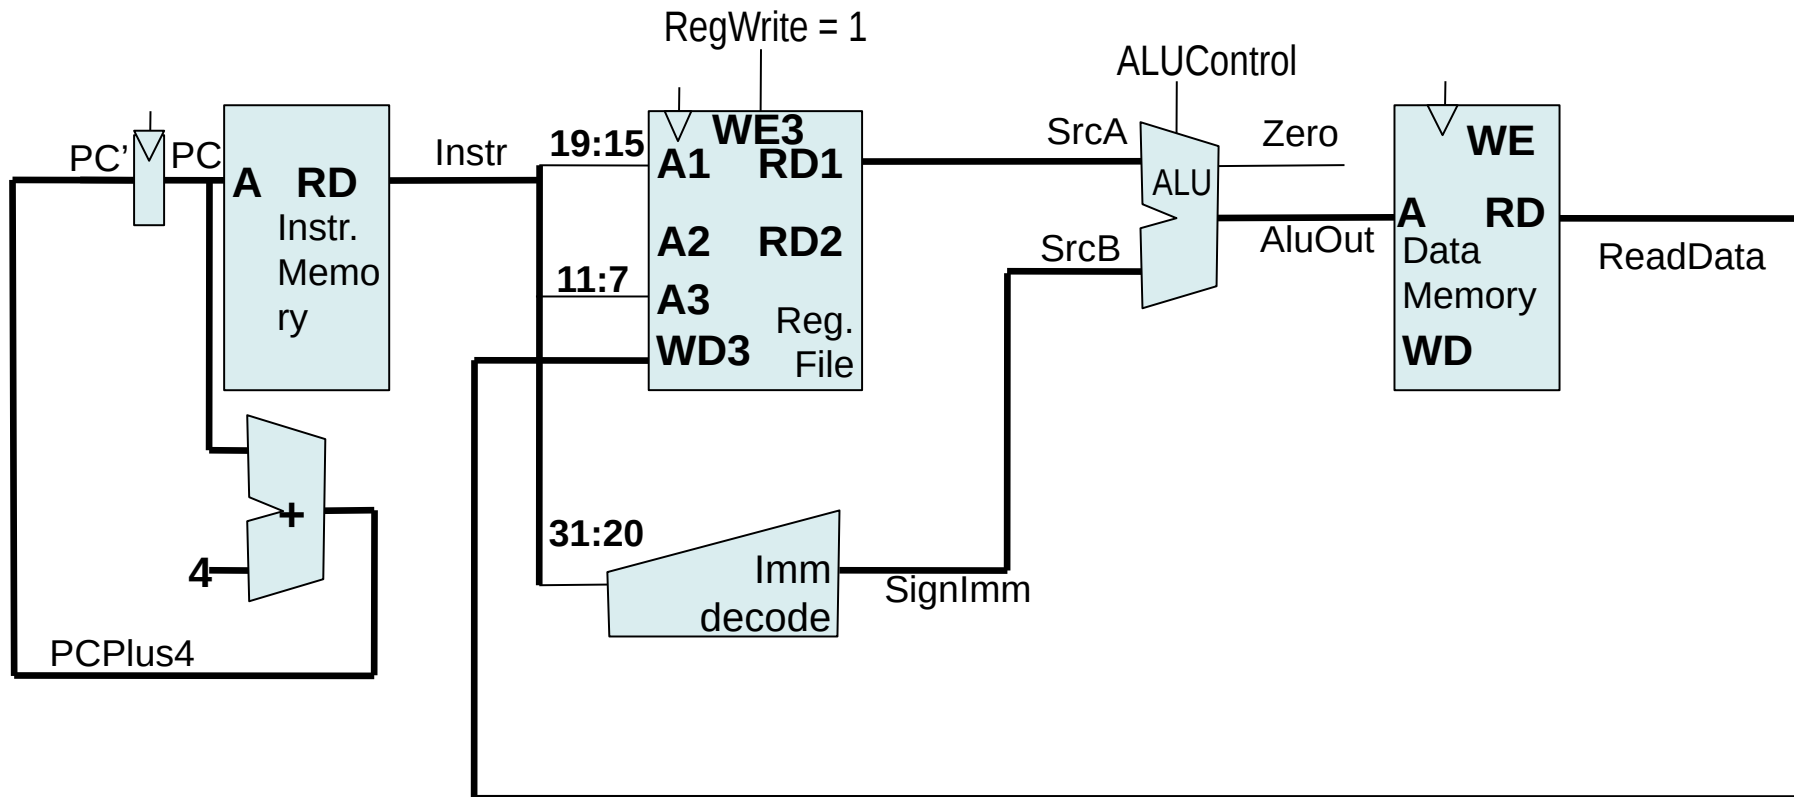 RegWrite = 1
ALUControl
PC’
PC
A RD
Instr.
Memo
ry
Instr
19:15
11:7
31:20
WE3
A1 RD1
A2 RD2
A3
WD3
Reg.
File
SrcA
SrcB
ALU
Zero
AluOut
WE
A RD
Data
Memory
WD
ReadData
+
4
PCPlus4
Imm
decode
SignImm